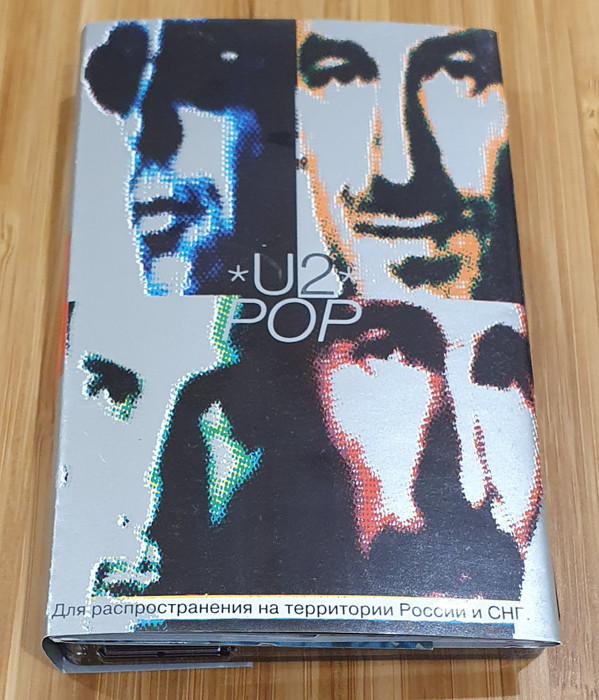 *U2*
POP
Для распространения на территории России и СНГ.